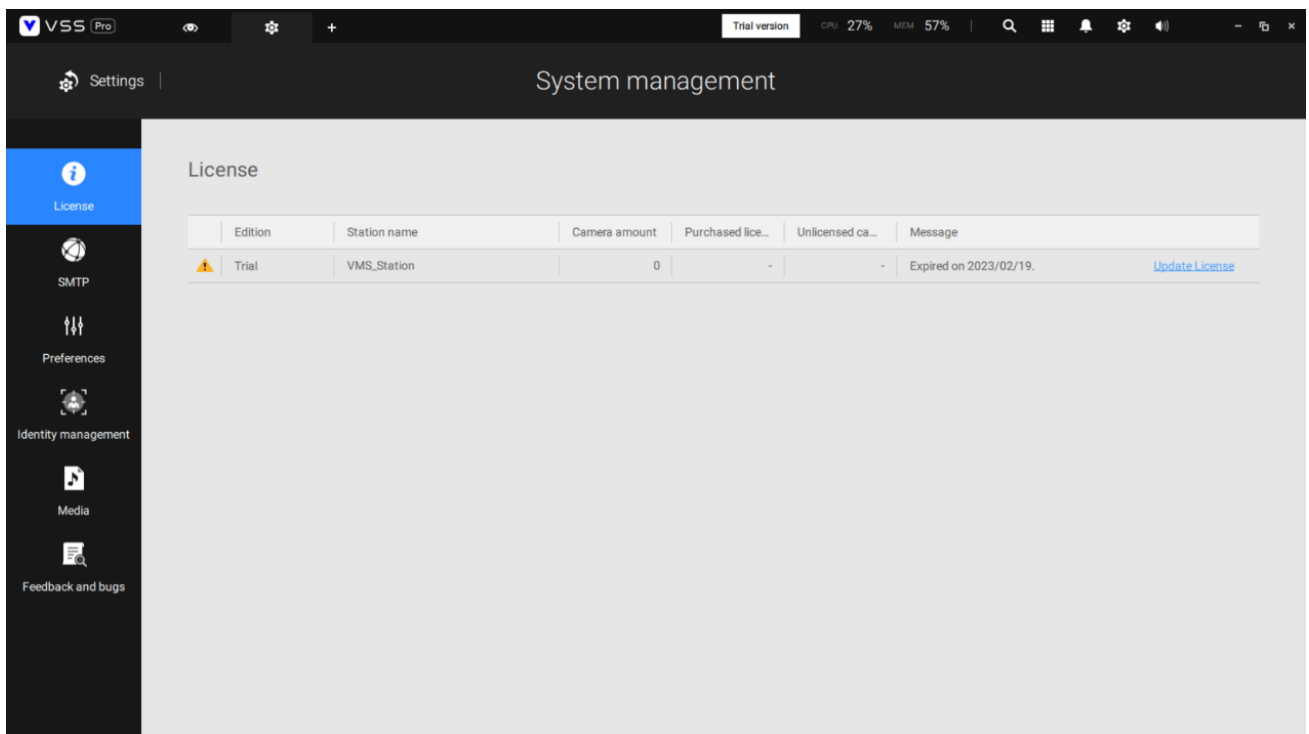 VSS Pro
Trial version CPU 27% MEM 57%
Settings
System management
License
SMTP
Preferences
Identity management
Media
Feedback and bugs
License
Edition Station name Camera amount Purchased lice... Unlicensed ca... Message
Trial VMS_Station 0 - - Expired on 2023/02/19. Update License